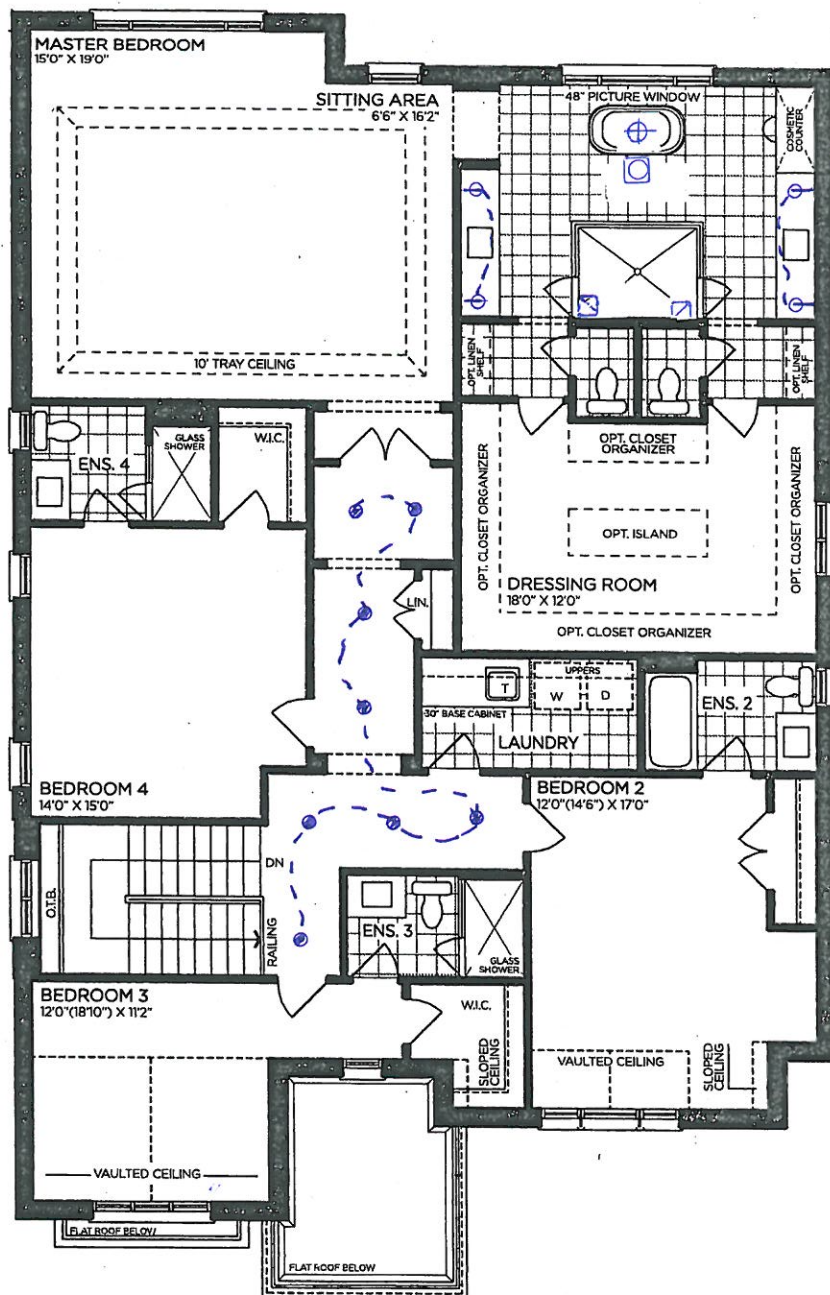 MASTER BEDROOM
15'0" X 19'0"
SITTING AREA
6'6" X 16'2"
48" PICTURE WINDOW
COSMETIC
COUNTER
10' TRAY CEILING
OPT. LINEN
SHELF
OPT. LINEN
SHELF
ENS. 4
GLASS
SHOWER
W.I.C.
OPT. CLOSET ORGANIZER
OPT. CLOSET
ORGANIZER
OPT. CLOSET ORGANIZER
OPT. ISLAND
DRESSING ROOM
18'0" X 12'0"
OPT. CLOSET ORGANIZER
LIN.
UPPERS
T
W
D
30" BASE CABINET
LAUNDRY
ENS. 2
BEDROOM 4
14'0" X 15'0"
BEDROOM 2
12'0"(14'6") X 17'0"
O.T.B.
DN
RAILING
ENS. 3
GLASS
SHOWER
BEDROOM 3
12'0"(18'10") X 11'2"
W.I.C.
SLOPED
CEILING
VAULTED CEILING
SLOPED
CEILING
VAULTED CEILING
FLAT ROOF BELOW
FLAT ROOF BELOW